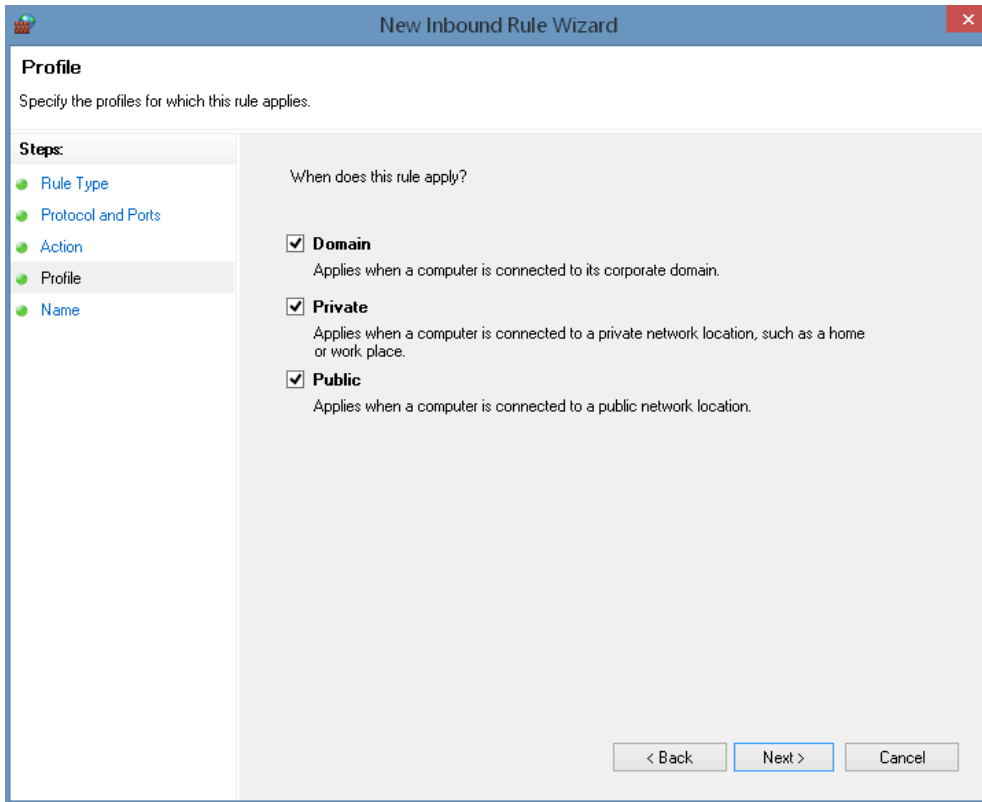 New Inbound Rule Wizard
Profile
Specify the profiles for which this rule applies.
Steps:
Rule Type
Protocol and Ports
Action
Profile
Name
When does this rule apply?
Domain
Applies when a computer is connected to its corporate domain.
Private
Applies when a computer is connected to a private network location, such as a home
or work place.
Public
Applies when a computer is connected to a public network location.
< Back
Next >
Cancel